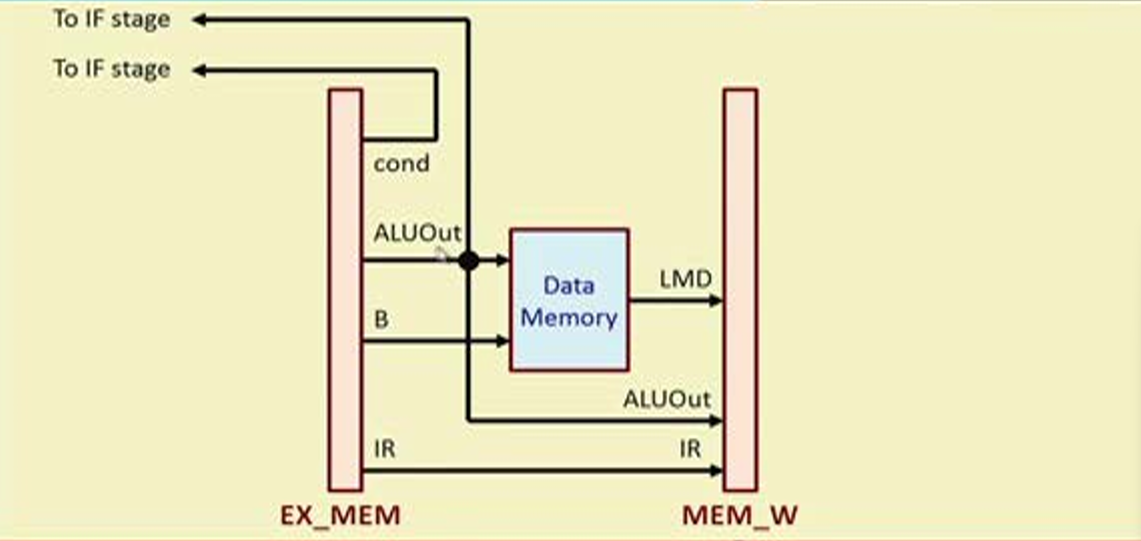 To IF stage
To IF stage
cond
ALUOut
Data
Memory
LMD
B
ALUOut
IR
IR
EX_MEM
MEM_W